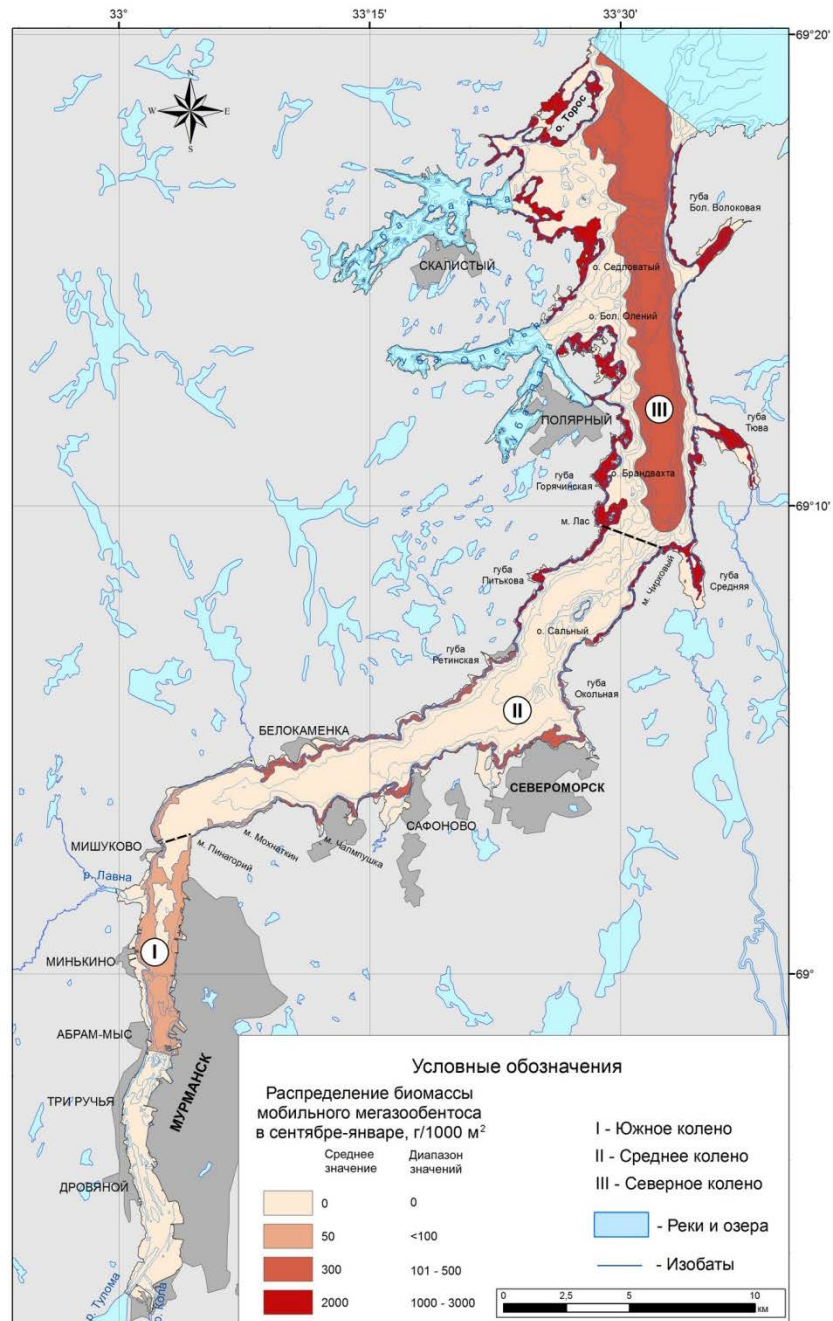 33°
33°15'
33°30'
69°20'
N
W
E
S
о. Торос
губа
Бол. Волоковая
СКАЛИСТЫЙ
о. Седловатый
о. Бол. Олений
III
ПОЛЯРНЫЙ
губа
Тюва
о. Брандвахта
губа
Горячинская
69°10'
м. Лас
м. Чирковый
губа
Питькова
губа
Средняя
о. Сальный
губа
Ретинская
губа
Окольная
II
БЕЛОКАМЕНКА
СЕВЕРОМОРСК
САФОНОВО
МИШУКОВО
м. Пинагорий
м. Мохнаткин
м. Чалмпушка
р. Лавна
I
МИНЬКИНО
69°
АБРАМ-МЫС
МУРМАНСК
ТРИ РУЧЬЯ
ДРОВЯНОЙ
р. Тулома
р. Кола
Условные обозначения
Распределение биомассы
мобильного мегазообентоса
в сентябре-январе, г/1000 м²
Среднее
значение
Диапазон
значений
0 0
50 <100
300 101 - 500
2000 1000 - 3000
I - Южное колено
II - Среднее колено
III - Северное колено
- Реки и озера
- Изобаты
0 2,5 5 10
км